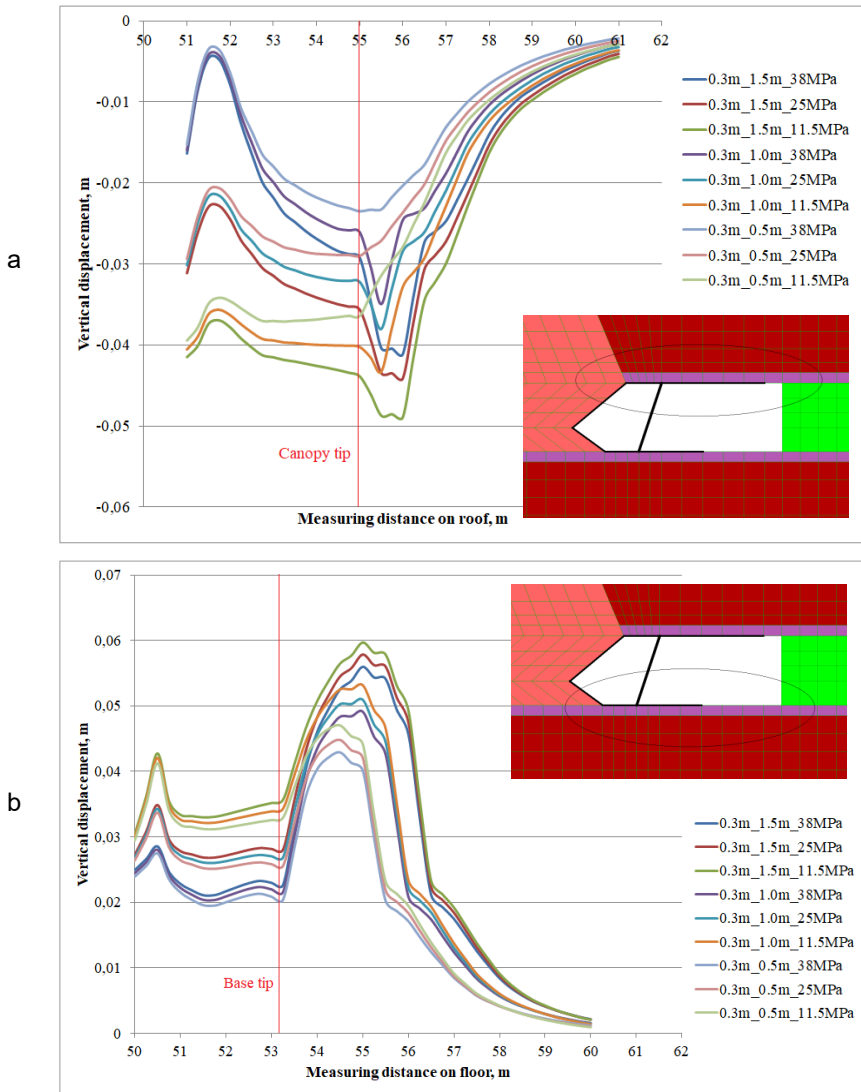 a
0
50 51 52 53 54 55 56 57 58 59 60 61 62
-0,01
-0,02
-0,03
-0,04
-0,05
-0,06
Vertical displacement, m
Canopy tip
Measuring distance on roof, m
0.3m_1.5m_38MPa
0.3m_1.5m_25MPa
0.3m_1.5m_11.5MPa
0.3m_1.0m_38MPa
0.3m_1.0m_25MPa
0.3m_1.0m_11.5MPa
0.3m_0.5m_38MPa
0.3m_0.5m_25MPa
0.3m_0.5m_11.5MPa
b
0,07
0,06
0,05
0,04
0,03
0,02
0,01
0
Vertical displacement, m
Base tip
50 51 52 53 54 55 56 57 58 59 60 61 62
Measuring distance on floor, m
0.3m_1.5m_38MPa
0.3m_1.5m_25MPa
0.3m_1.5m_11.5MPa
0.3m_1.0m_38MPa
0.3m_1.0m_25MPa
0.3m_1.0m_11.5MPa
0.3m_0.5m_38MPa
0.3m_0.5m_25MPa
0.3m_0.5m_11.5MPa